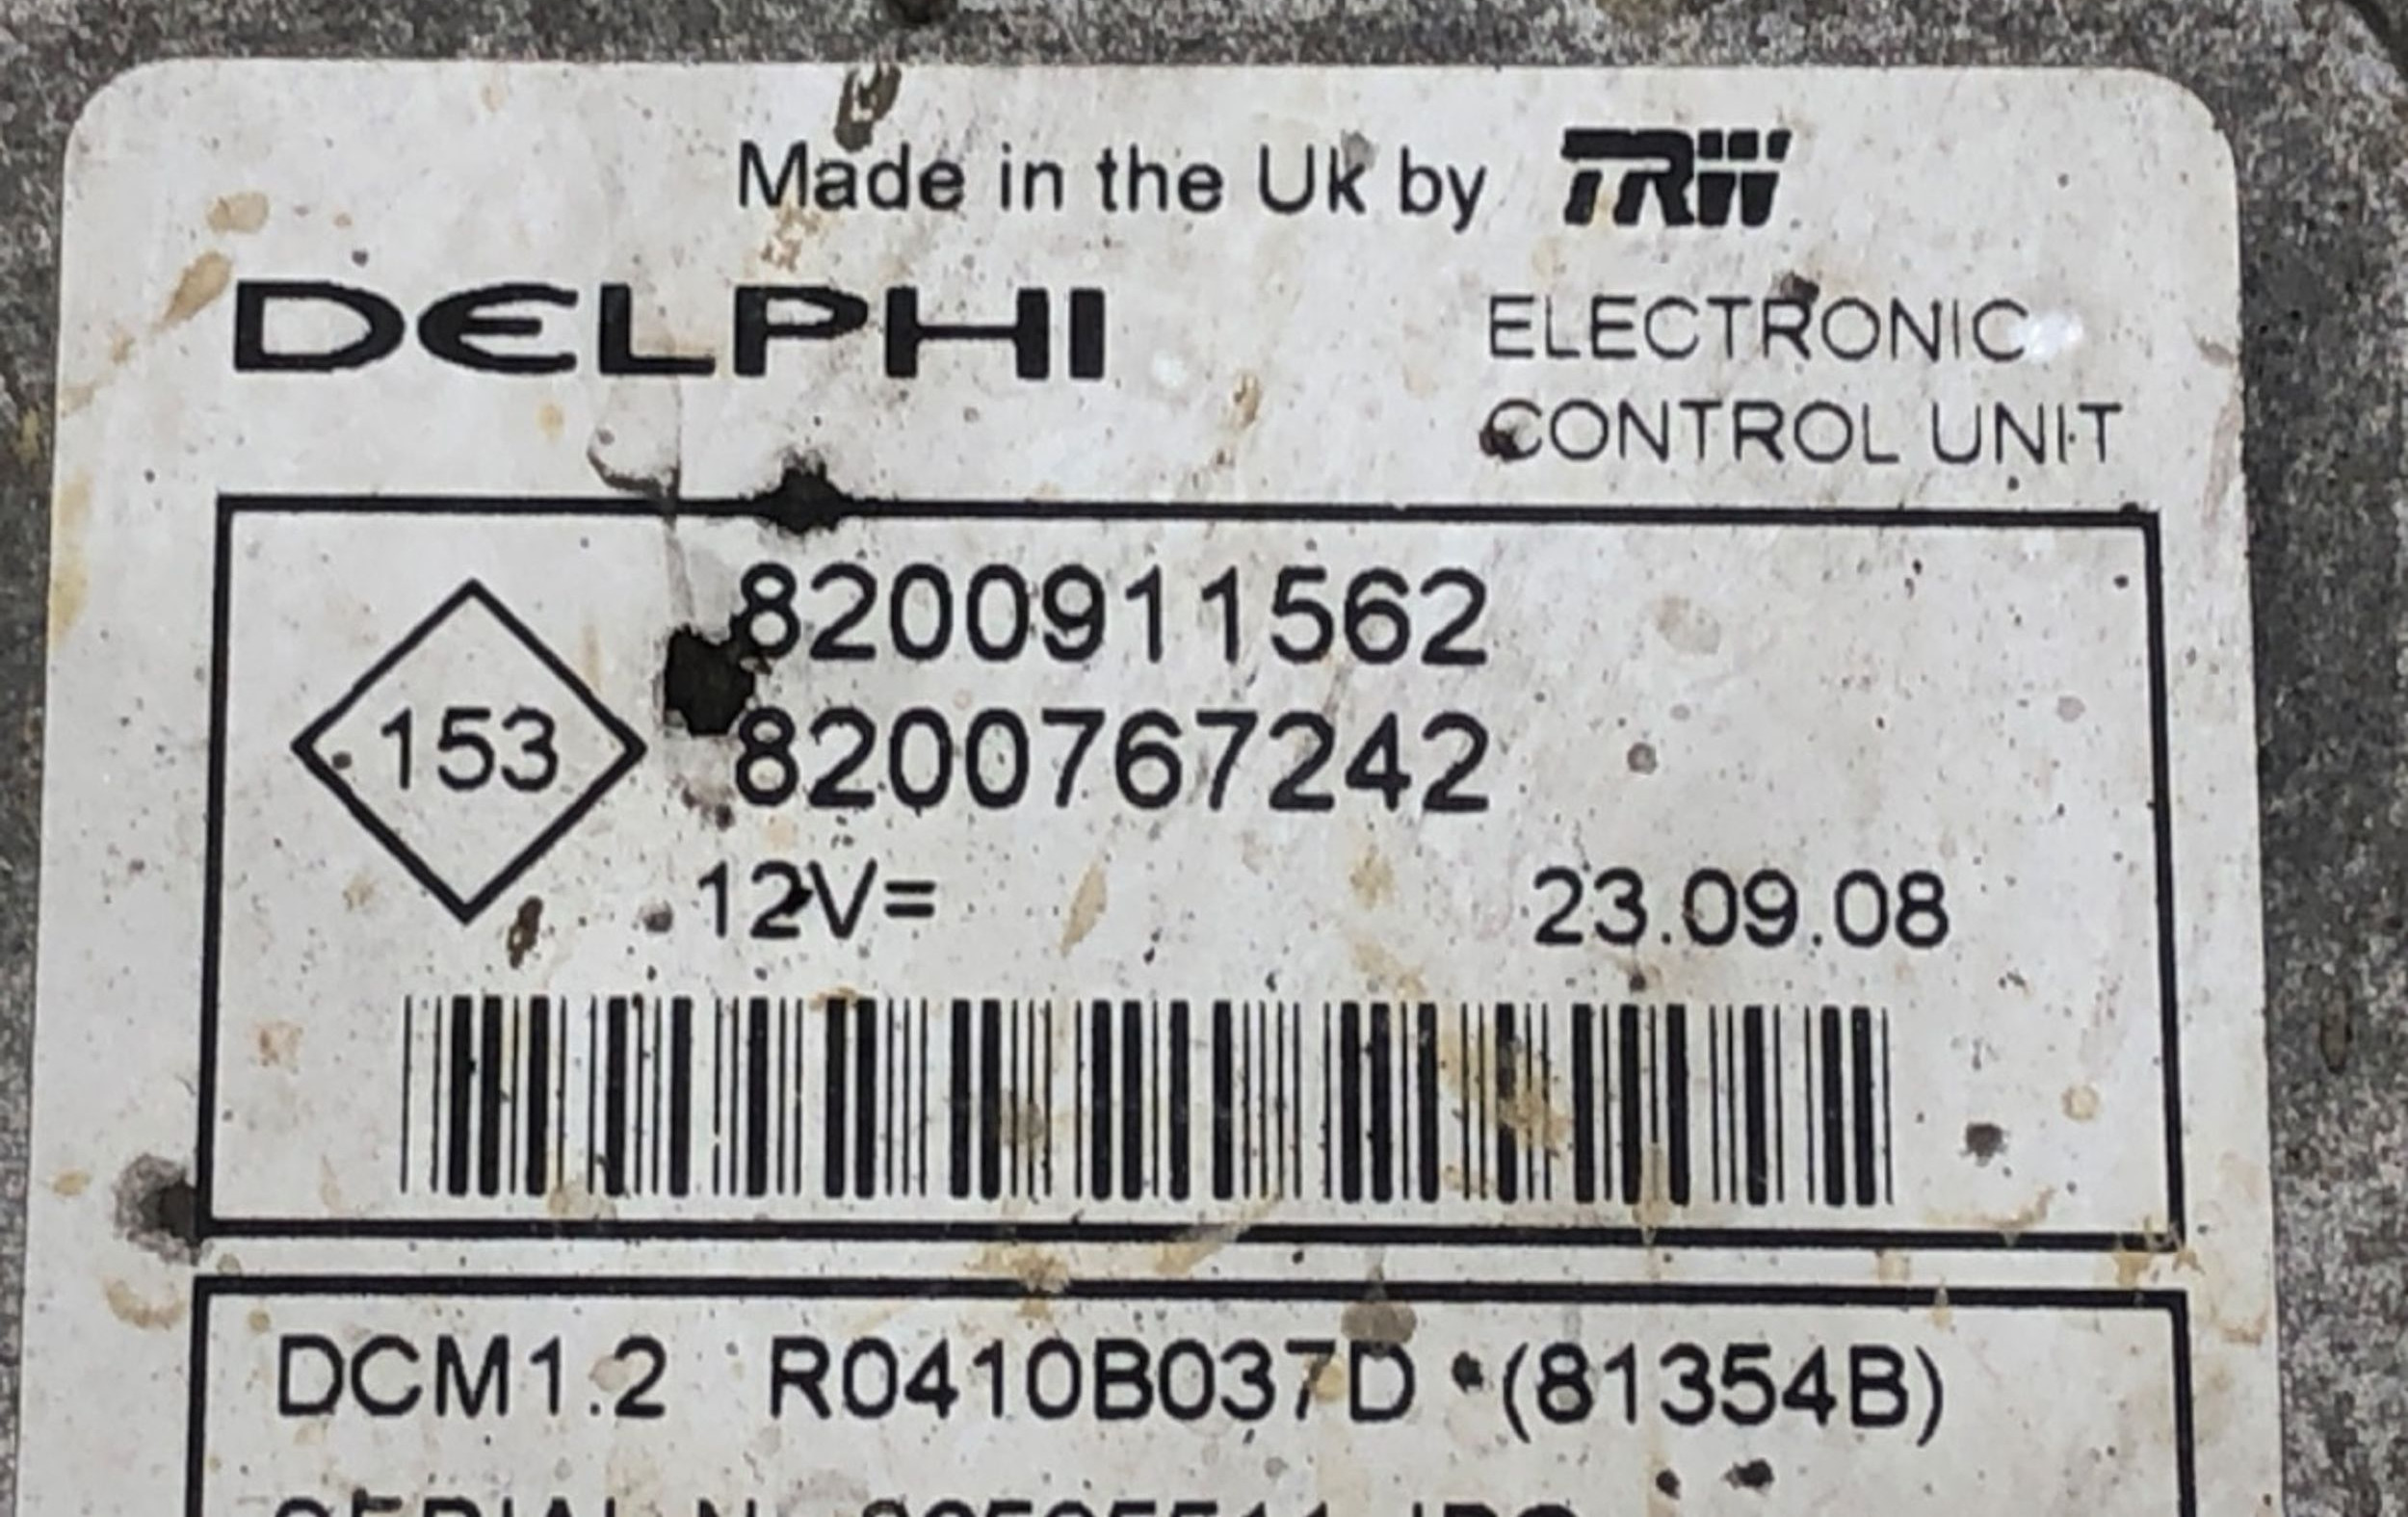 Made in the Uk by TRW
DELPHI
ELECTRONIC
CONTROL UNIT
8200911562
153
8200767242
12V= 23.09.08
DCM1.2 R0410B037D (81354B)
SERIAL N